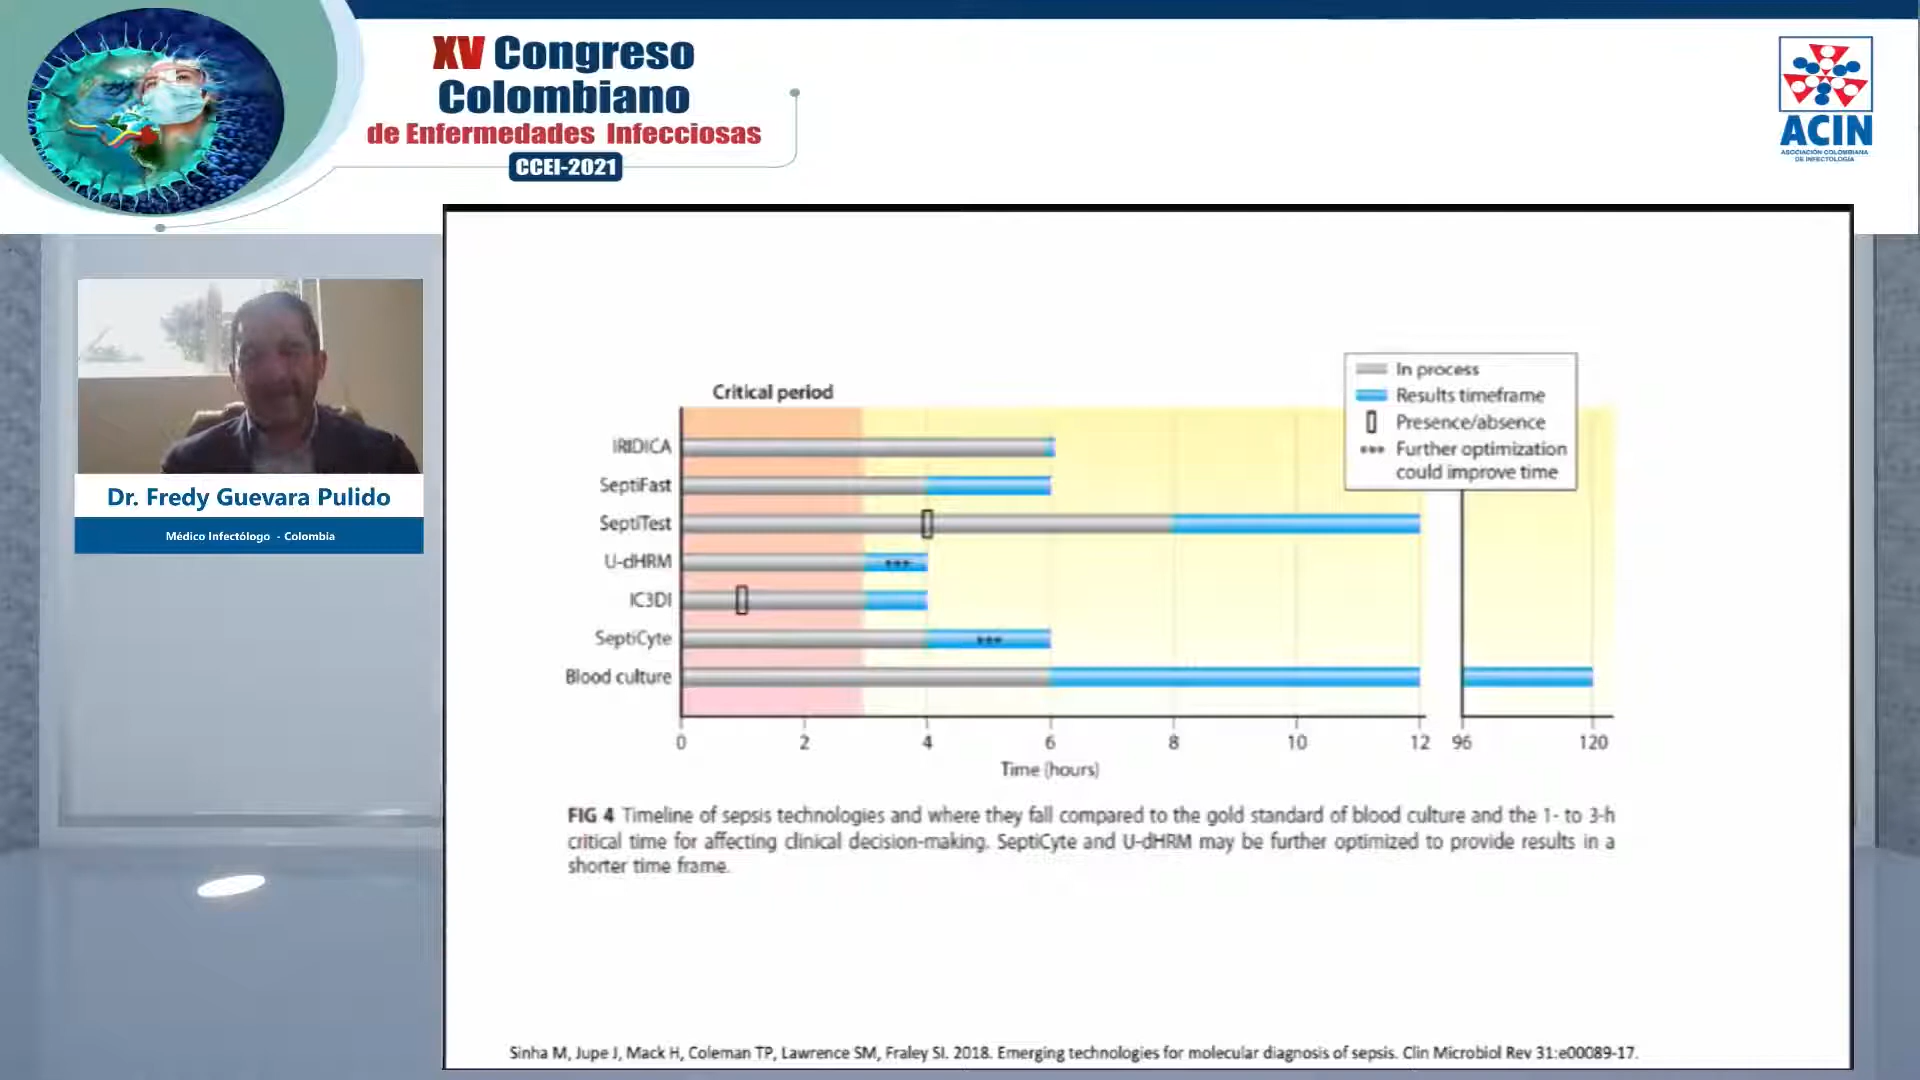 XV Congreso
Colombiano
de Enfermedades Infecciosas
CCEI-2021
ACIN
ASOCIACIÓN COLOMBIANA
DE INFECTOLOGÍA
Dr. Fredy Guevara Pulido
Médico Infectólogo - Colombia
Critical period
In process
Results timeframe
Presence/absence
Further optimization
could improve time
IRIDICA
SeptiFast
SeptiTest
U-dHRM
IC3DI
SeptiCyte
Blood culture
0 2 4 6 8 10 12 96 120
Time (hours)
FIG 4 Timeline of sepsis technologies and where they fall compared to the gold standard of blood culture and the 1- to 3-h
critical time for affecting clinical decision-making. SeptiCyte and U-dHRM may be further optimized to provide results in a
shorter time frame.
Sinha M, Jupe J, Mack H, Coleman TP, Lawrence SM, Fraley SI. 2018. Emerging technologies for molecular diagnosis of sepsis. Clin Microbiol Rev 31:e00089-17.